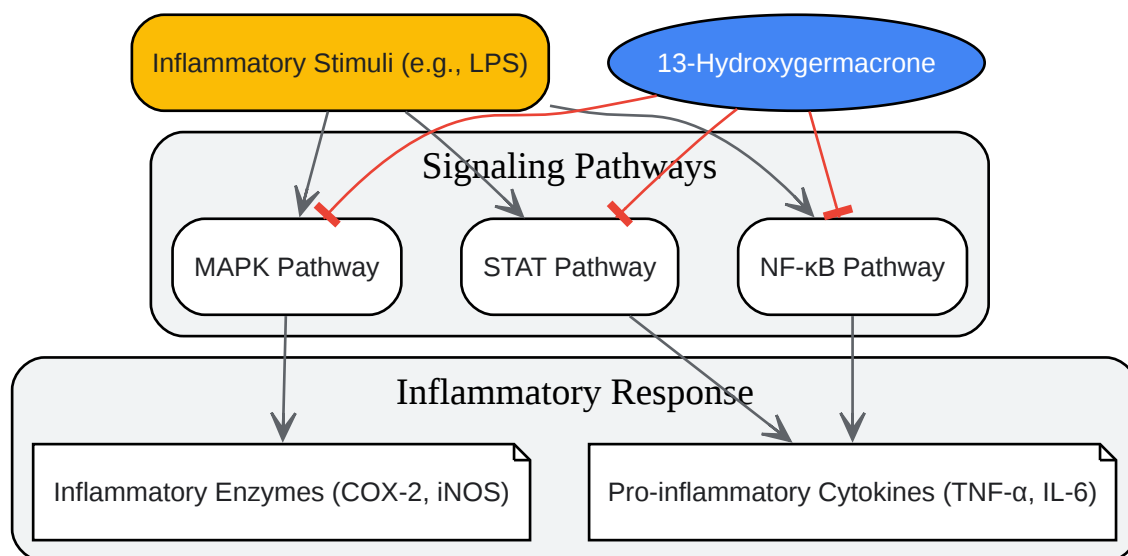 Inflammatory Stimuli (e.g., LPS)
13-Hydroxygermacrone
Signaling Pathways
MAPK Pathway
STAT Pathway
NF-κB Pathway
Inflammatory Response
Inflammatory Enzymes (COX-2, iNOS)
Pro-inflammatory Cytokines (TNF-α, IL-6)